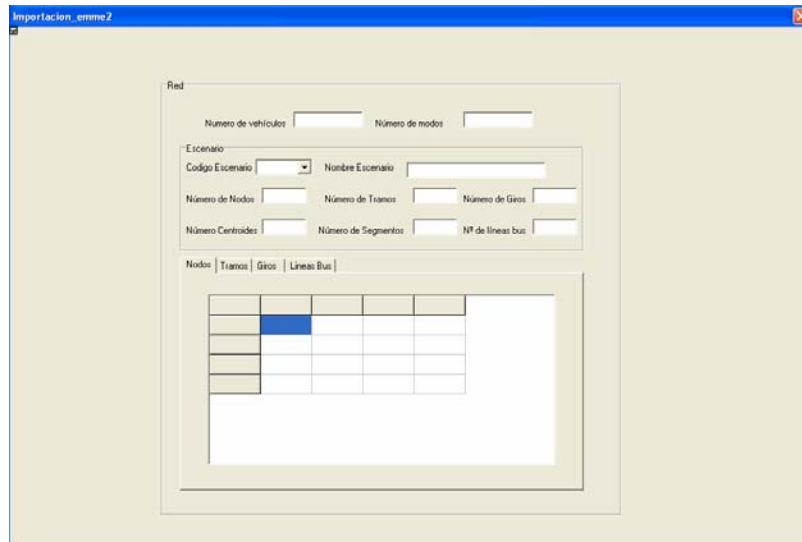 Importacion_emme2
Red
Numero de vehículos Número de modos
Escenario
Codigo Escenario Nombre Escenario
Número de Nodos Número de Tramos Número de Giros
Número Centroides Número de Segmentos Nº de líneas bus
Nodos Tramos Giros Lineas Bus